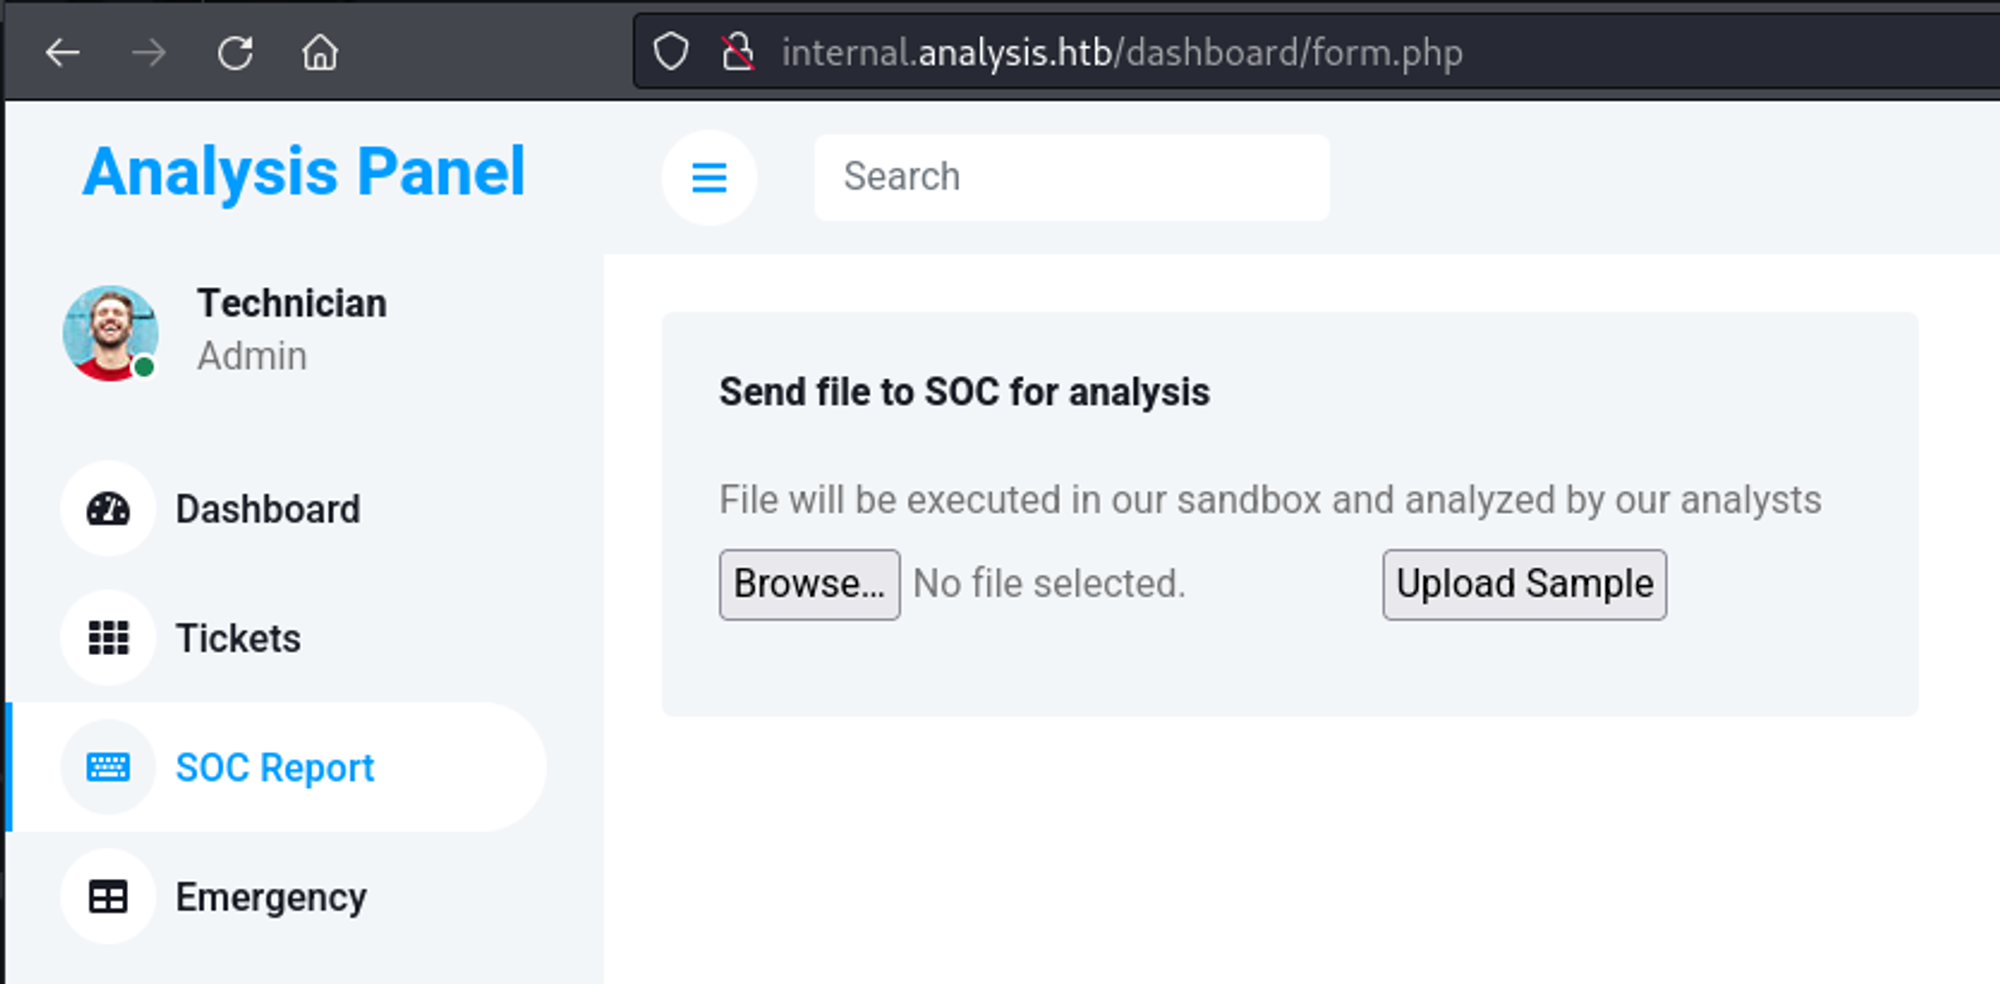 internal.analysis.htb/dashboard/form.php
Analysis Panel
Search
Technician
Admin
Dashboard
Tickets
SOC Report
Emergency
Send file to SOC for analysis
File will be executed in our sandbox and analyzed by our analysts
Browse... No file selected. Upload Sample